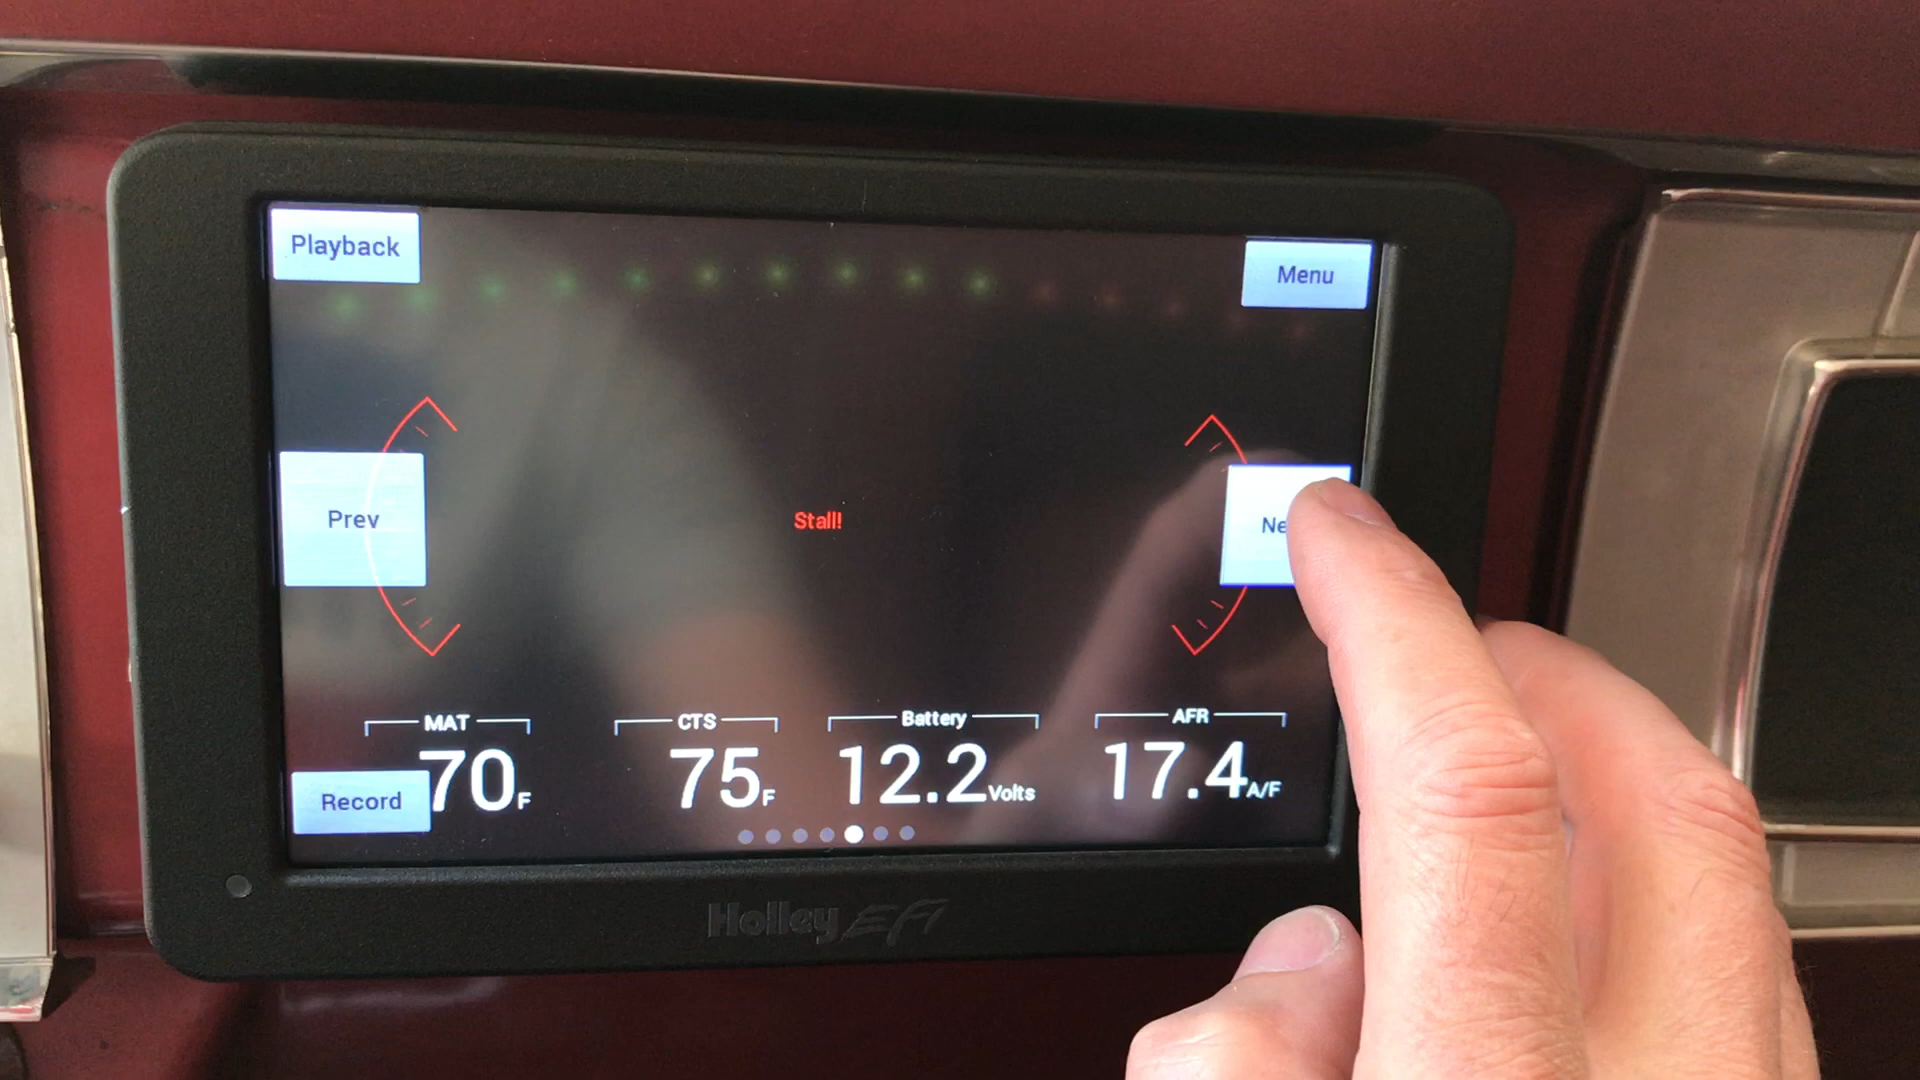 Playback
Menu
Prev
Stall!
Ne
MAT
CTS
Battery
AFR
70F
75F
12.2Volts
17.4A/F
Record
Holley EFI